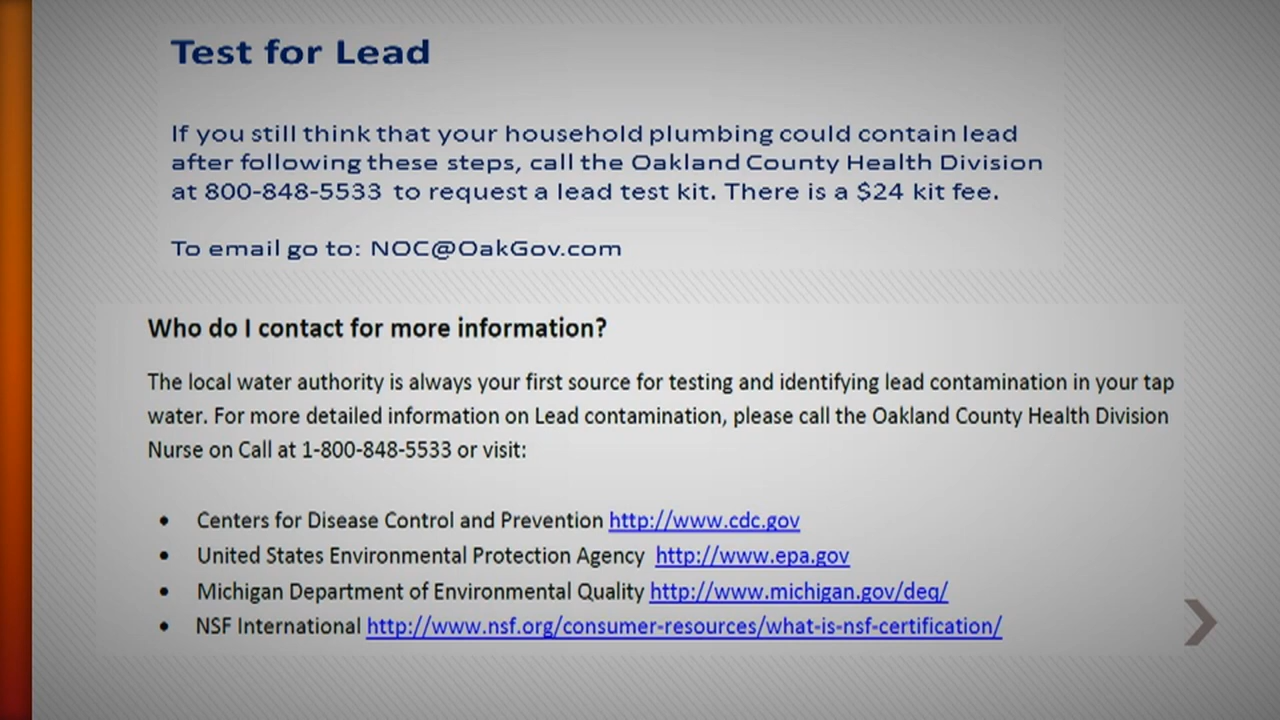 Test for Lead
If you still think that your household plumbing could contain lead
after following these steps, call the Oakland County Health Division
at 800-848-5533 to request a lead test kit. There is a $24 kit fee.
To email go to: NOC@OakGov.com
Who do I contact for more information?
The local water authority is always your first source for testing and identifying lead contamination in your tap
water. For more detailed information on Lead contamination, please call the Oakland County Health Division
Nurse on Call at 1-800-848-5533 or visit:
• Centers for Disease Control and Prevention http://www.cdc.gov
• United States Environmental Protection Agency http://www.epa.gov
• Michigan Department of Environmental Quality http://www.michigan.gov/deq/
• NSF International http://www.nsf.org/consumer-resources/what-is-nsf-certification/